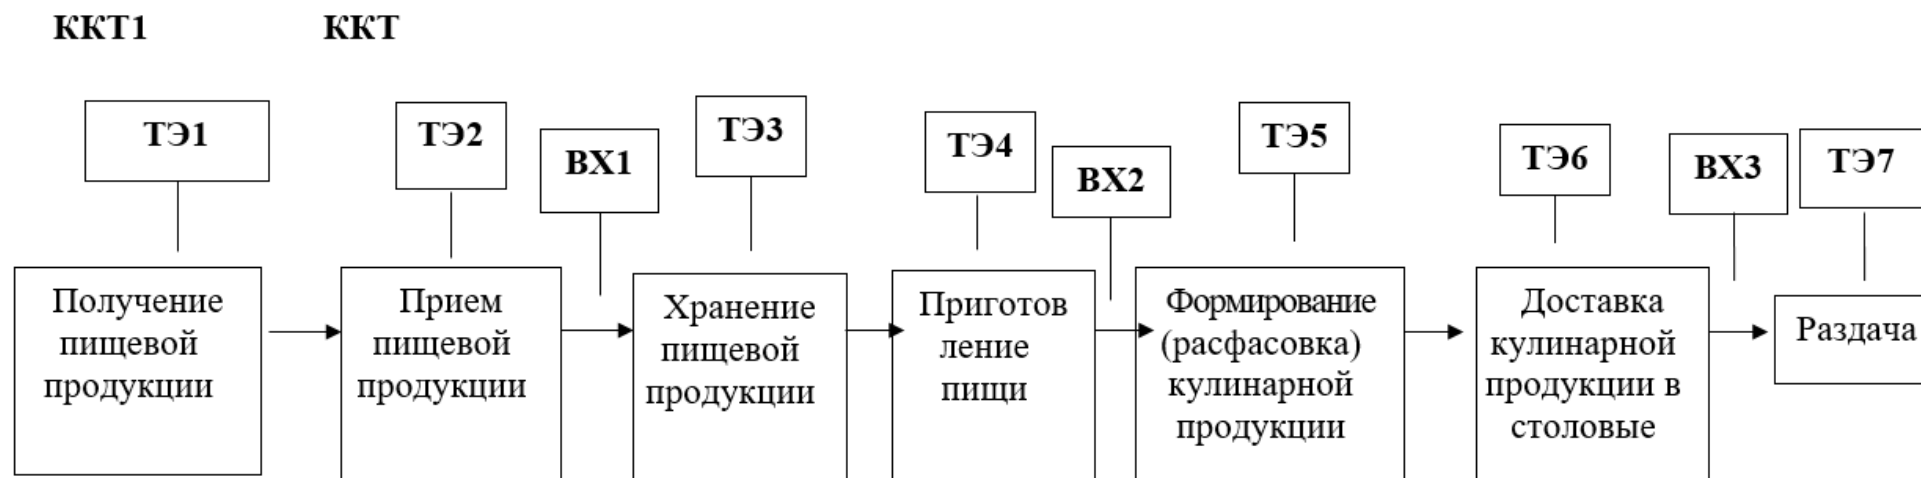 ККТ1 ККТ
ТЭ1 ТЭ2 ВХ1 ТЭ3 ТЭ4 ВХ2 ТЭ5 ТЭ6 ВХ3 ТЭ7
Получение
пищевой
продукции
Прием
пищевой
продукции
Хранение
пищевой
продукции
Приготов
ление
пищи
Формирование
(расфасовка)
кулинарной
продукции
Доставка
кулинарной
продукции в
столовые
Раздача